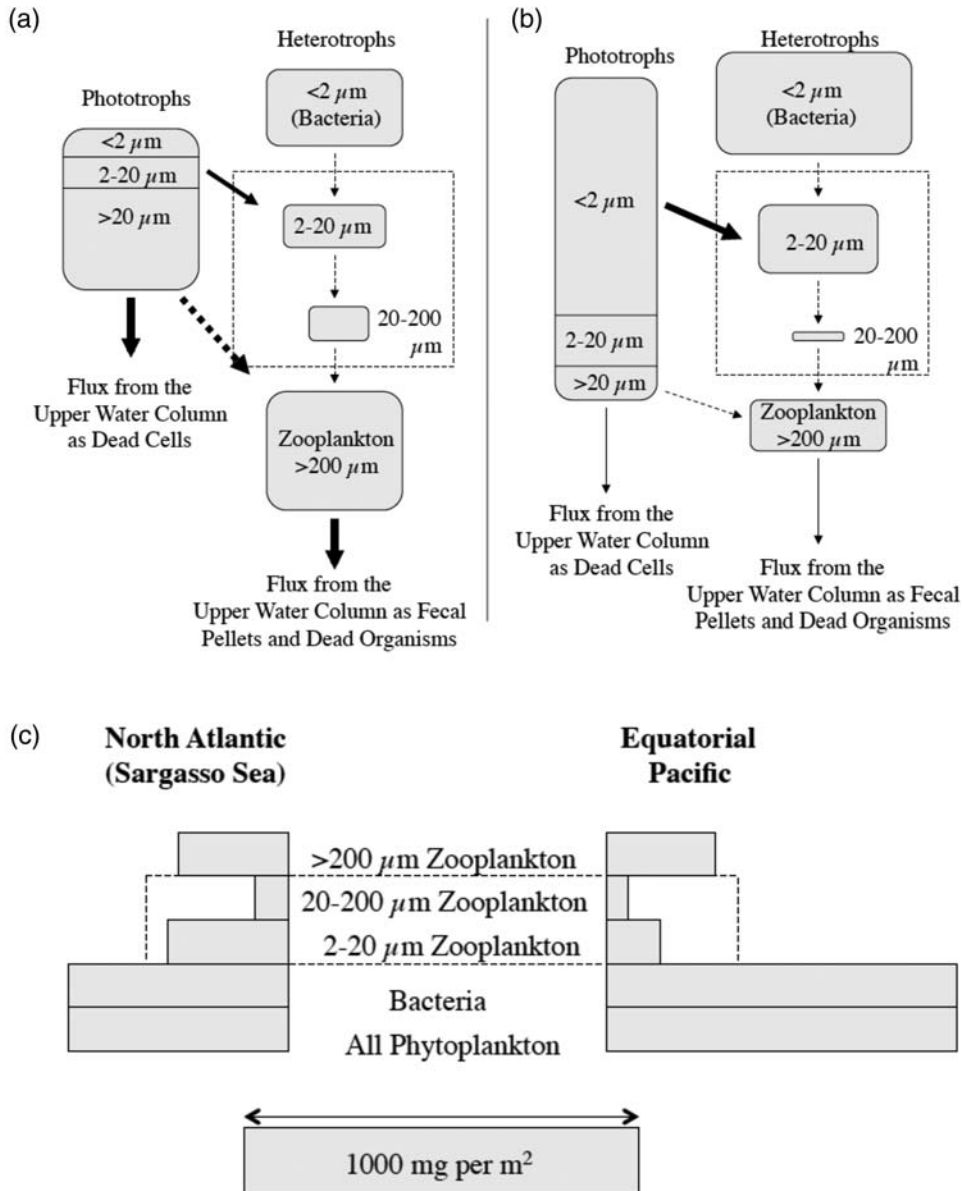 (a)
Heterotrophs
<2 μm
(Bacteria)
Phototrophs
<2 μm
2-20 μm
>20 μm
2-20 μm
20-200
μm
Zooplankton
>200 μm
Flux from the
Upper Water Column
as Dead Cells
Flux from the
Upper Water Column as Fecal
Pellets and Dead Organisms
(b)
Heterotrophs
Phototrophs
<2 μm
(Bacteria)
<2 μm
2-20 μm
2-20 μm
>20 μm
20-200
μm
Zooplankton
>200 μm
Flux from the
Upper Water Column
as Dead Cells
Flux from the
Upper Water Column as Fecal
Pellets and Dead Organisms
(c)
North Atlantic
(Sargasso Sea)
Equatorial
Pacific
>200 μm Zooplankton
20-200 μm Zooplankton
2-20 μm Zooplankton
Bacteria
All Phytoplankton
1000 mg per m²